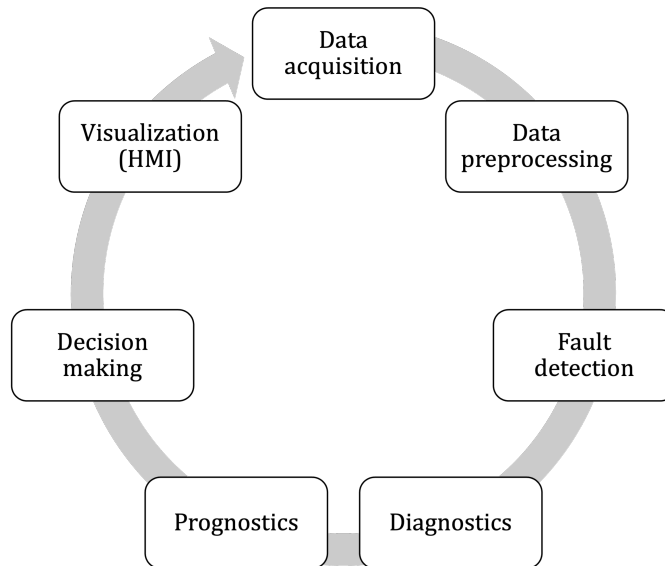 Data
acquisition
Data
preprocessing
Fault
detection
Diagnostics
Prognostics
Decision
making
Visualization
(HMI)